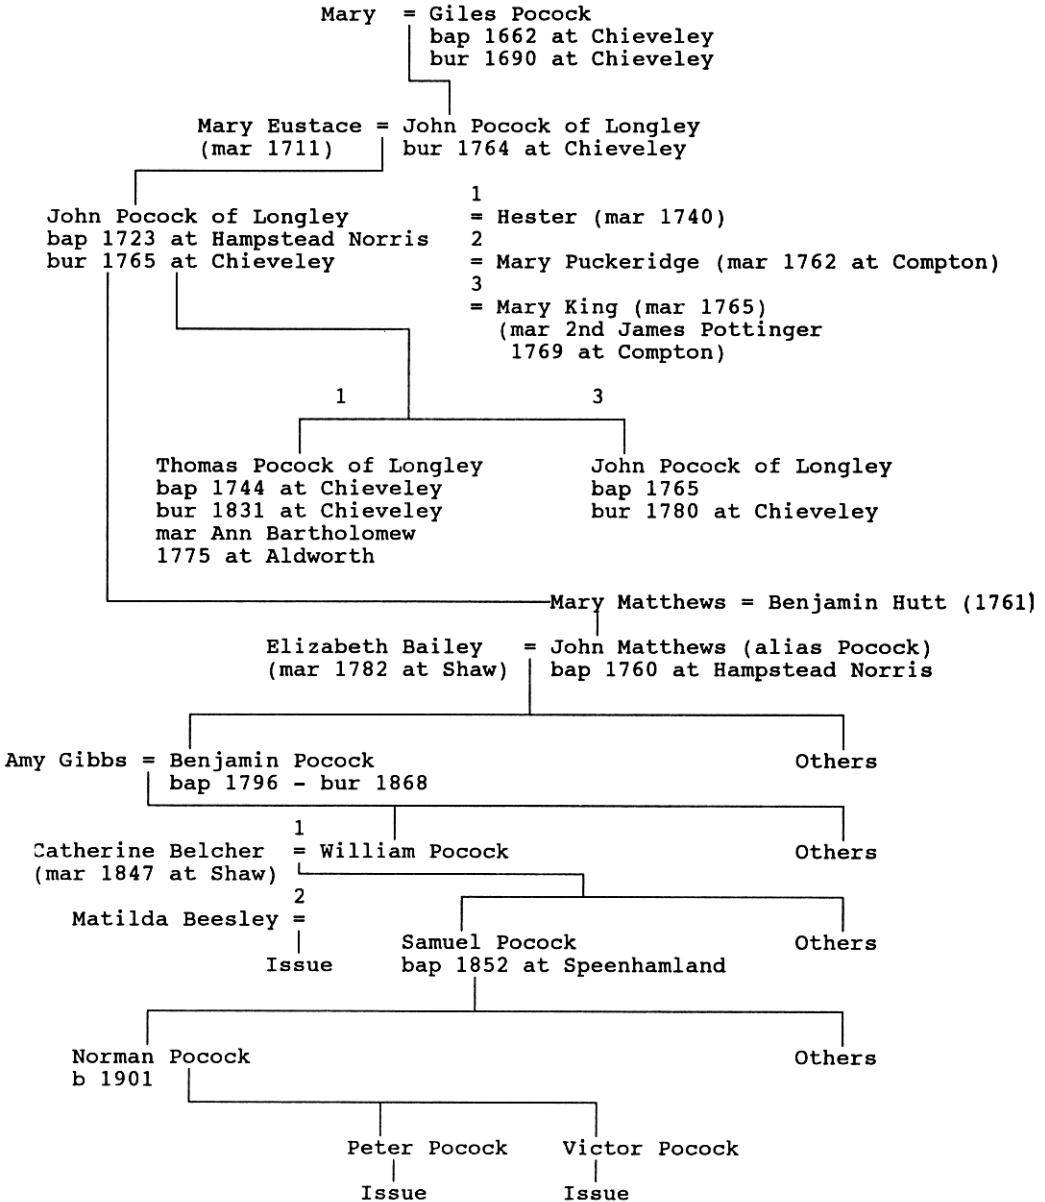 Mary = Giles Pocock
bap 1662 at Chieveley
bur 1690 at Chieveley
Mary Eustace = John Pocock of Longley
(mar 1711) bur 1764 at Chieveley
1
John Pocock of Longley = Hester (mar 1740)
bap 1723 at Hampstead Norris 2
bur 1765 at Chieveley = Mary Puckeridge (mar 1762 at Compton)
3
= Mary King (mar 1765)
(mar 2nd James Pottinger
1769 at Compton)
1 3
Thomas Pocock of Longley John Pocock of Longley
bap 1744 at Chieveley bap 1765
bur 1831 at Chieveley bur 1780 at Chieveley
mar Ann Bartholomew
1775 at Aldworth
Mary Matthews = Benjamin Hutt (1761)
Elizabeth Bailey = John Matthews (alias Pocock)
(mar 1782 at Shaw) bap 1760 at Hampstead Norris
Amy Gibbs = Benjamin Pocock Others
bap 1796 - bur 1868
1
Catherine Belcher = William Pocock Others
(mar 1847 at Shaw)
2
Matilda Beesley =
Samuel Pocock Others
Issue bap 1852 at Speenhamland
Norman Pocock Others
b 1901
Peter Pocock Victor Pocock
Issue Issue